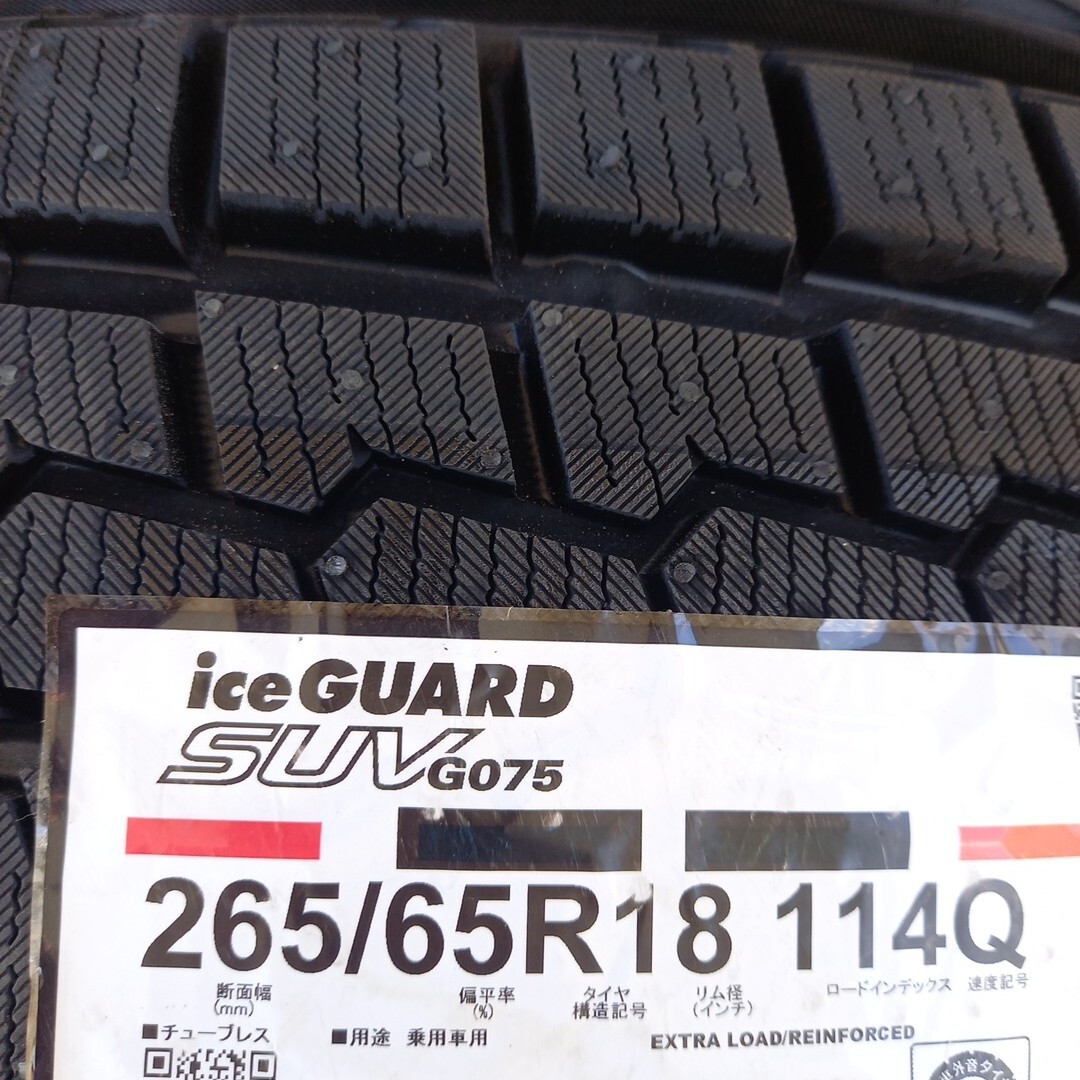 iceGUARD
SUV G075
265/65R18 114Q
断面幅 偏平率 タイヤ リム径 ロードインデックス 速度記号
(mm) (%) 構造記号 (インチ)
■チューブレス ■用途 乗用車用 EXTRA LOAD/REINFORCED